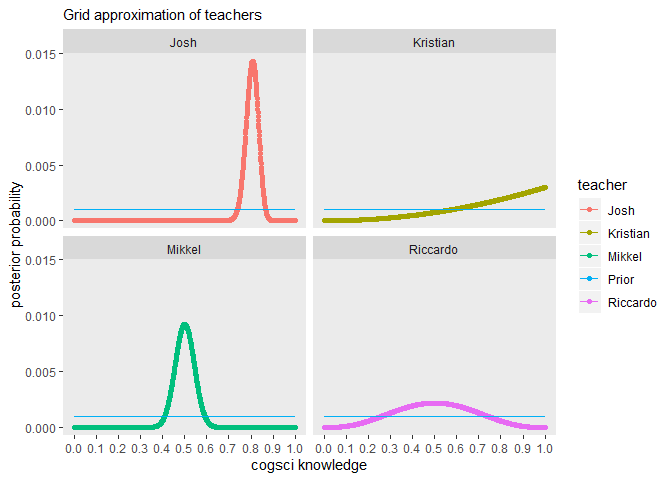 Grid approximation of teachers
Josh
Kristian
0.015
0.010
0.005
0.000
Mikkel
Riccardo
0.015
0.010
0.005
0.000
0.0 0.1 0.2 0.3 0.4 0.5 0.6 0.7 0.8 0.9 1.0
0.0 0.1 0.2 0.3 0.4 0.5 0.6 0.7 0.8 0.9 1.0
cogsci knowledge
posterior probability
teacher
Josh
Kristian
Mikkel
Prior
Riccardo